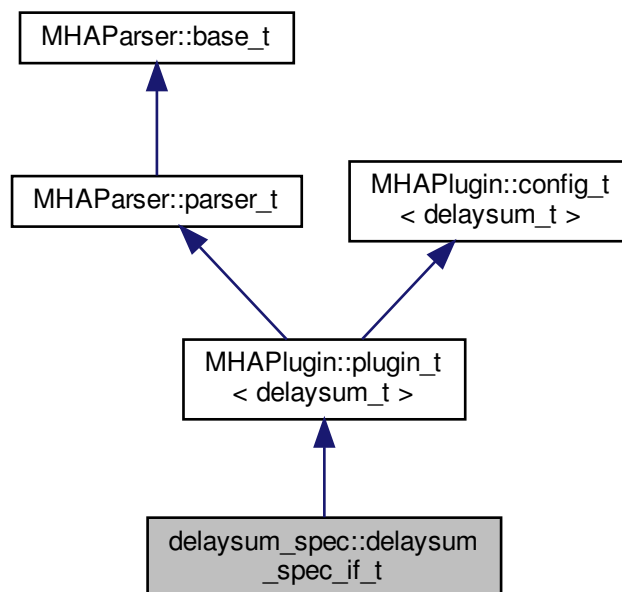 MHAParser::base_t
MHAParser::parser_t
MHAPlugin::config_t
< delaysum_t >
MHAPlugin::plugin_t
< delaysum_t >
delaysum_spec::delaysum
_spec_if_t